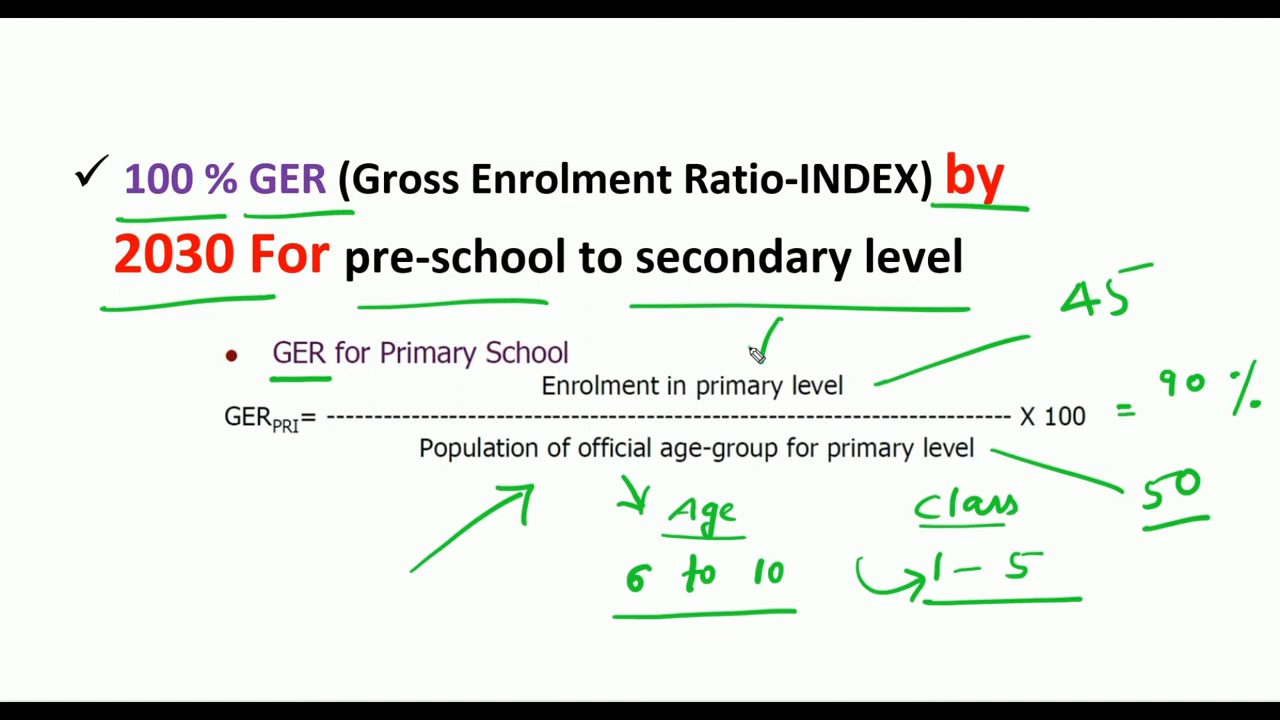 ✓ 100 % GER (Gross Enrolment Ratio-INDEX) by
2030 For pre-school to secondary level
45
• GER for Primary School
Enrolment in primary level
GERPRI= ---------------------------------------------------------------------- X 100 = 90 %
Population of official age-group for primary level
50
Age Class
6 to 10 1 – 5